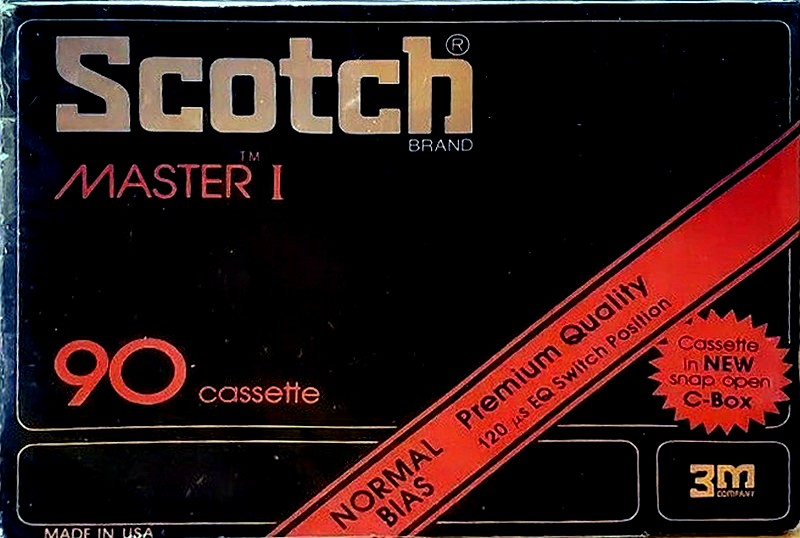 Scotch®
BRAND
MASTER™ I
90 cassette
Premium Quality
120 µs EQ Switch Position
NORMAL
BIAS
Cassette
in NEW
snap open
C-Box
3M
COMPANY
MADE IN USA